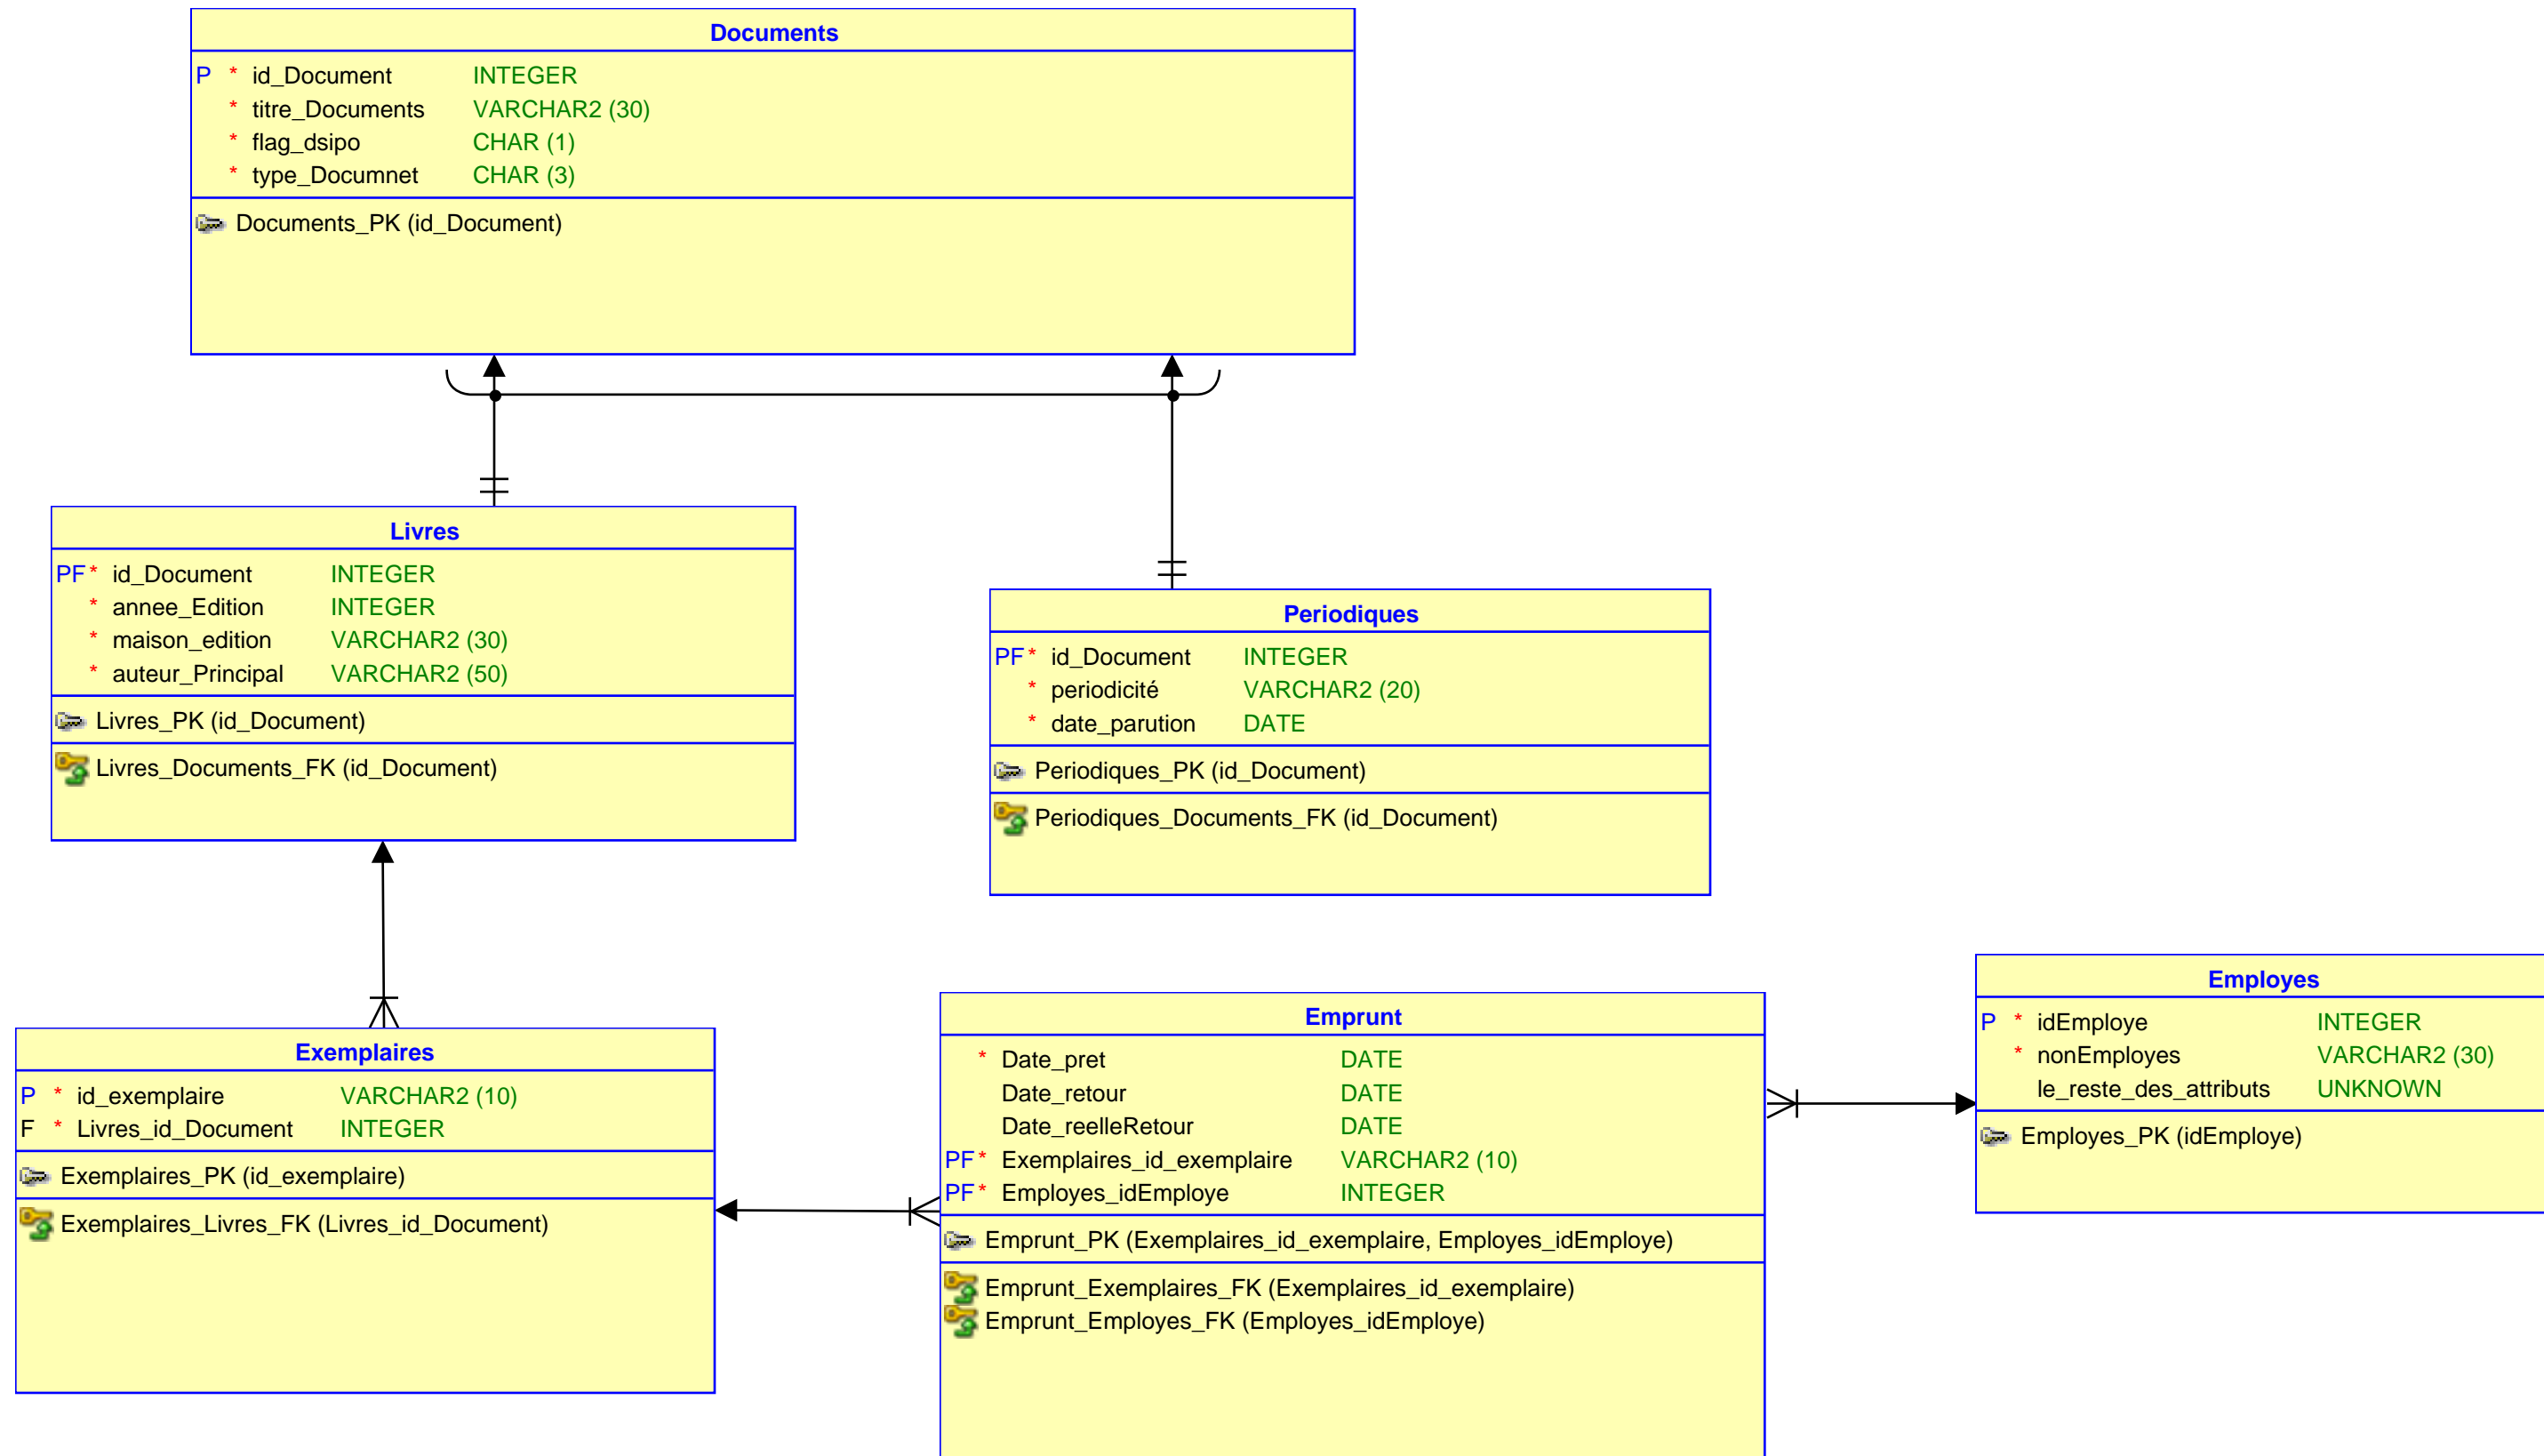 Documents
P * id_Document INTEGER
* titre_Documents VARCHAR2 (30)
* flag_dsipo CHAR (1)
* type_Documnet CHAR (3)
Documents_PK (id_Document)
Livres
PF* id_Document INTEGER
* annee_Edition INTEGER
* maison_edition VARCHAR2 (30)
* auteur_Principal VARCHAR2 (50)
Livres_PK (id_Document)
Livres_Documents_FK (id_Document)
Periodiques
PF* id_Document INTEGER
* periodicité VARCHAR2 (20)
* date_parution DATE
Periodiques_PK (id_Document)
Periodiques_Documents_FK (id_Document)
Exemplaires
P * id_exemplaire VARCHAR2 (10)
F * Livres_id_Document INTEGER
Exemplaires_PK (id_exemplaire)
Exemplaires_Livres_FK (Livres_id_Document)
Emprunt
* Date_pret DATE
Date_retour DATE
Date_reelleRetour DATE
PF* Exemplaires_id_exemplaire VARCHAR2 (10)
PF* Employes_idEmploye INTEGER
Emprunt_PK (Exemplaires_id_exemplaire, Employes_idEmploye)
Emprunt_Exemplaires_FK (Exemplaires_id_exemplaire)
Emprunt_Employes_FK (Employes_idEmploye)
Employes
P * idEmploye INTEGER
* nonEmployes VARCHAR2 (30)
le_reste_des_attributs UNKNOWN
Employes_PK (idEmploye)